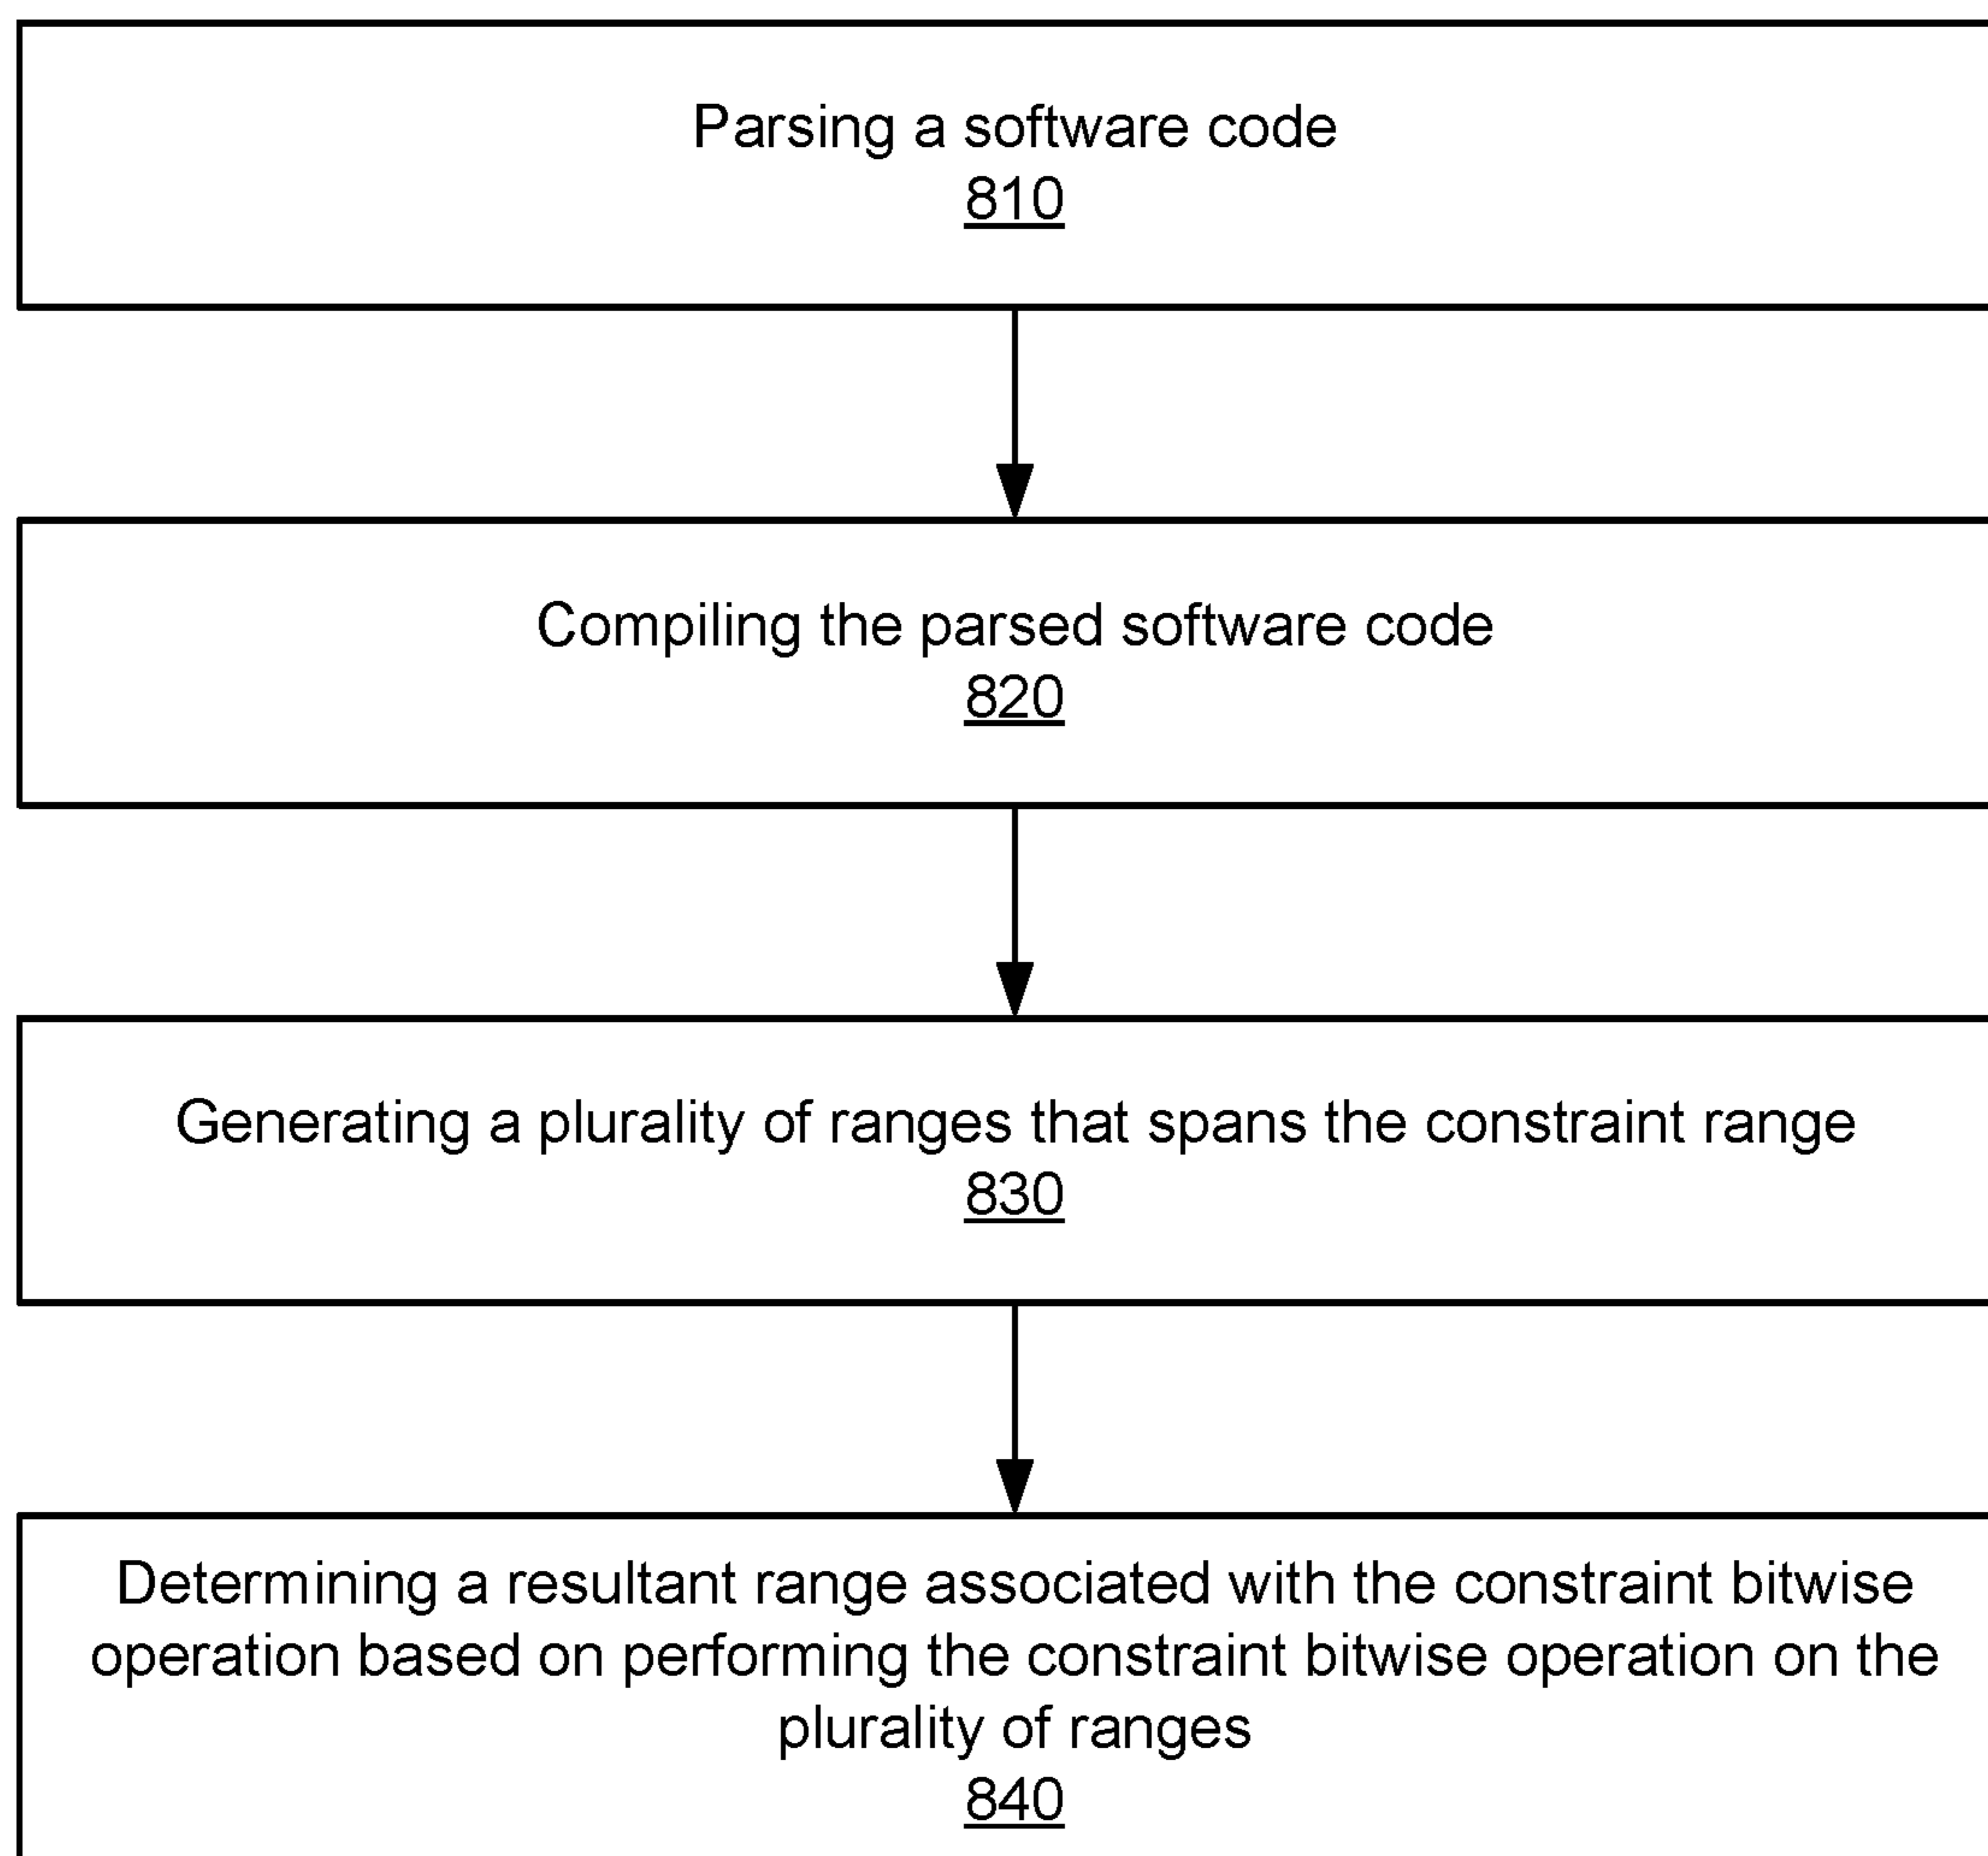 Parsing a software code
810
Compiling the parsed software code
820
Generating a plurality of ranges that spans the constraint range
830
Determining a resultant range associated with the constraint bitwise
operation based on performing the constraint bitwise operation on the
plurality of ranges
840